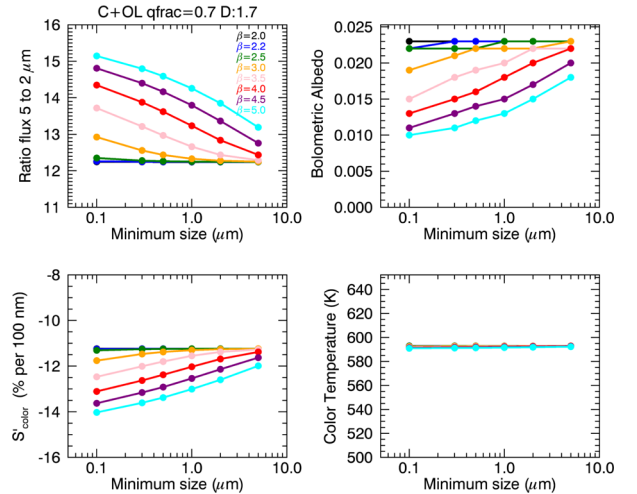 C+OL qfrac=0.7 D:1.7
β=2.0
β=2.2
β=2.5
β=3.0
β=3.5
β=4.0
β=4.5
β=5.0
Ratio flux 5 to 2 μm
16
15
14
13
12
11
0.1 1.0 10.0
Minimum size (μm)
Bolometric Albedo
0.025
0.020
0.015
0.010
0.005
0.000
0.1 1.0 10.0
Minimum size (μm)
S'color (% per 100 nm)
-8
-10
-12
-14
-16
0.1 1.0 10.0
Minimum size (μm)
Color Temperature (K)
640
620
600
580
560
540
520
500
0.1 1.0 10.0
Minimum size (μm)